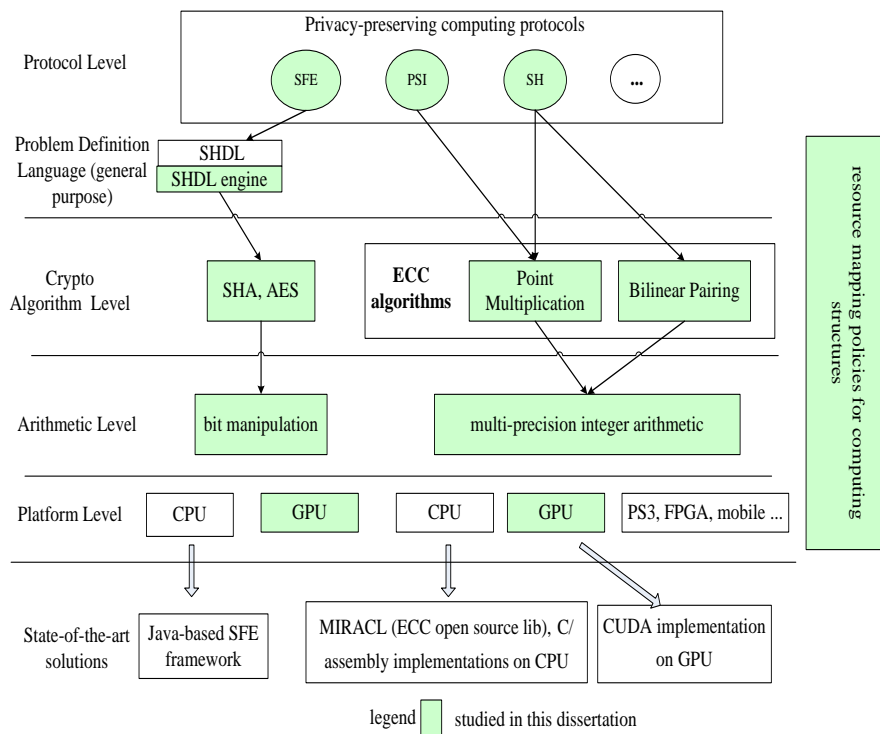 Privacy-preserving computing protocols
Protocol Level
SFE
PSI
SH
...
Problem Definition
Language (general
purpose)
SHDL
SHDL engine
Crypto
Algorithm Level
SHA, AES
ECC
algorithms
Point
Multiplication
Bilinear Pairing
Arithmetic Level
bit manipulation
multi-precision integer arithmetic
Platform Level
CPU
GPU
CPU
GPU
PS3, FPGA, mobile ...
State-of-the-art
solutions
Java-based SFE
framework
MIRACL (ECC open source lib), C/
assembly implementations on CPU
CUDA implementation
on GPU
resource mapping policies for computing
structures
legend
studied in this dissertation